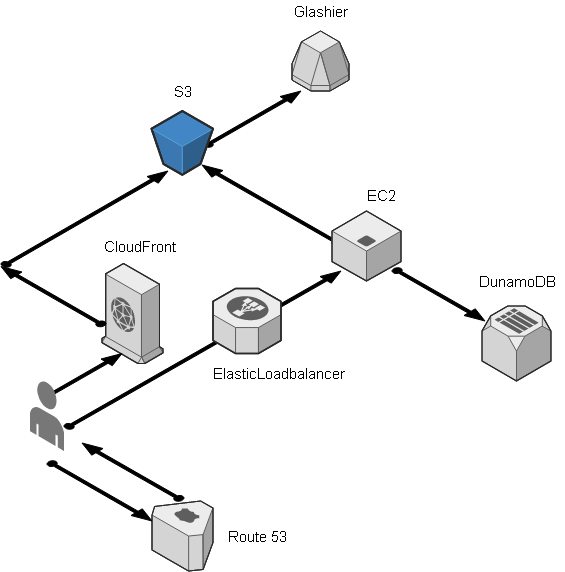 Glashier
S3
EC2
CloudFront
DunamoDB
ElasticLoadbalancer
Route 53